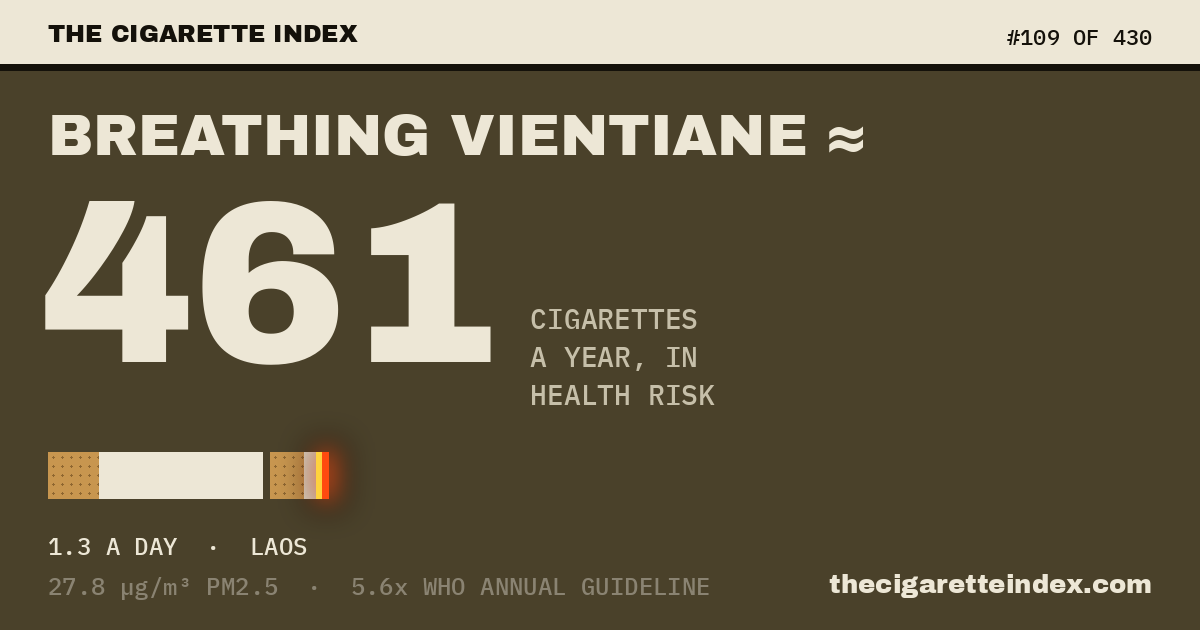 THE CIGARETTE INDEX
#109 OF 430
BREATHING VIENTIANE ≈
461
CIGARETTES
A YEAR, IN
HEALTH RISK
1.3 A DAY · LAOS
27.8 µg/m³ PM2.5 · 5.6x WHO ANNUAL GUIDELINE
thecigaretteindex.com